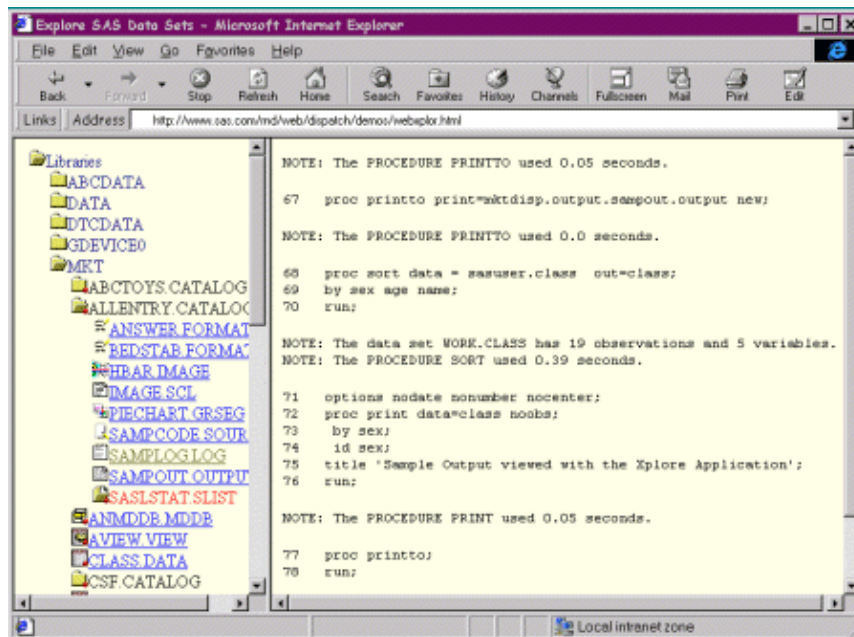 Explore SAS Data Sets - Microsoft Internet Explorer
File Edit View Go Favorites Help
Back Forward Stop Refresh Home Search Favorites History Channels Fullscreen Mail Print Edit
Links Address http://www.sas.com/rnd/web/dispatch/demos/webxplor.html
Libraries
ABCDATA
DATA
DTCDATA
GDEVICE0
MKT
ABCTOYS.CATALOG
ALLENTRY.CATALOG
ANSWER.FORMAT
BEDSTAB.FORMAT
HBAR.IMAGE
IMAGE.SCL
PIECHART.GRSEG
SAMPCODE.SOUR
SAMPLOG.LOG
SAMPOUT.OUTPUT
SASLSTAT.SLIST
ANMDDB.MDDB
AVIEW.VIEW
CLASS.DATA
CSF.CATALOG
NOTE: The PROCEDURE PRINTTO used 0.05 seconds.
67 proc printto print=mktdisp.output.sampout.output new;
NOTE: The PROCEDURE PRINTTO used 0.0 seconds.
68 proc sort data = sasuser.class out=class;
69 by sex age name;
70 run;
NOTE: The data set WORK.CLASS has 19 observations and 5 variables.
NOTE: The PROCEDURE SORT used 0.39 seconds.
71 options nodate nonumber nocenter;
72 proc print data=class noobs;
73 by sex;
74 id sex;
75 title 'Sample Output viewed with the Xplore Application';
76 run;
NOTE: The PROCEDURE PRINT used 0.05 seconds.
77 proc printto;
78 run;
Local intranet zone